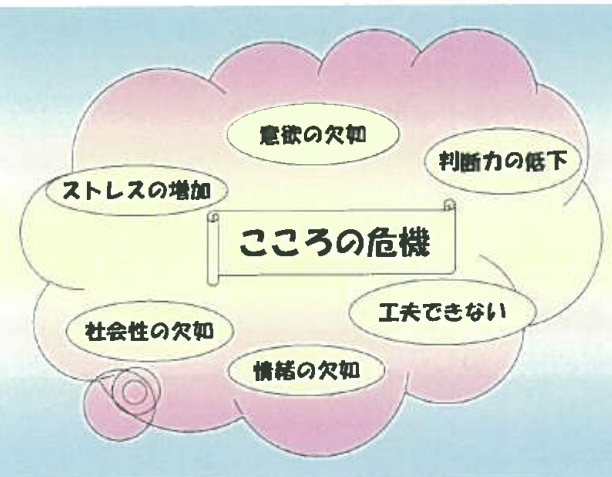 意欲の欠如
判断力の低下
ストレスの増加
こころの危機
工夫できない
社会性の欠如
情緒の欠如